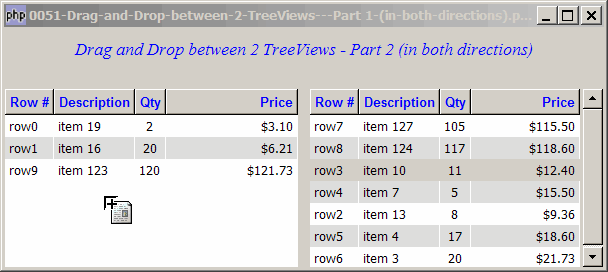 php 0051-Drag-and-Drop-between-2-TreeViews---Part 1-(in-both-directions).p...
Drag and Drop between 2 TreeViews - Part 2 (in both directions)
Row # Description Qty Price
row0 item 19 2 $3.10
row1 item 16 20 $6.21
row9 item 123 120 $121.73
Row # Description Qty Price
row7 item 127 105 $115.50
row8 item 124 117 $118.60
row3 item 10 11 $12.40
row4 item 7 5 $15.50
row2 item 13 8 $9.36
row5 item 4 17 $18.60
row6 item 3 20 $21.73